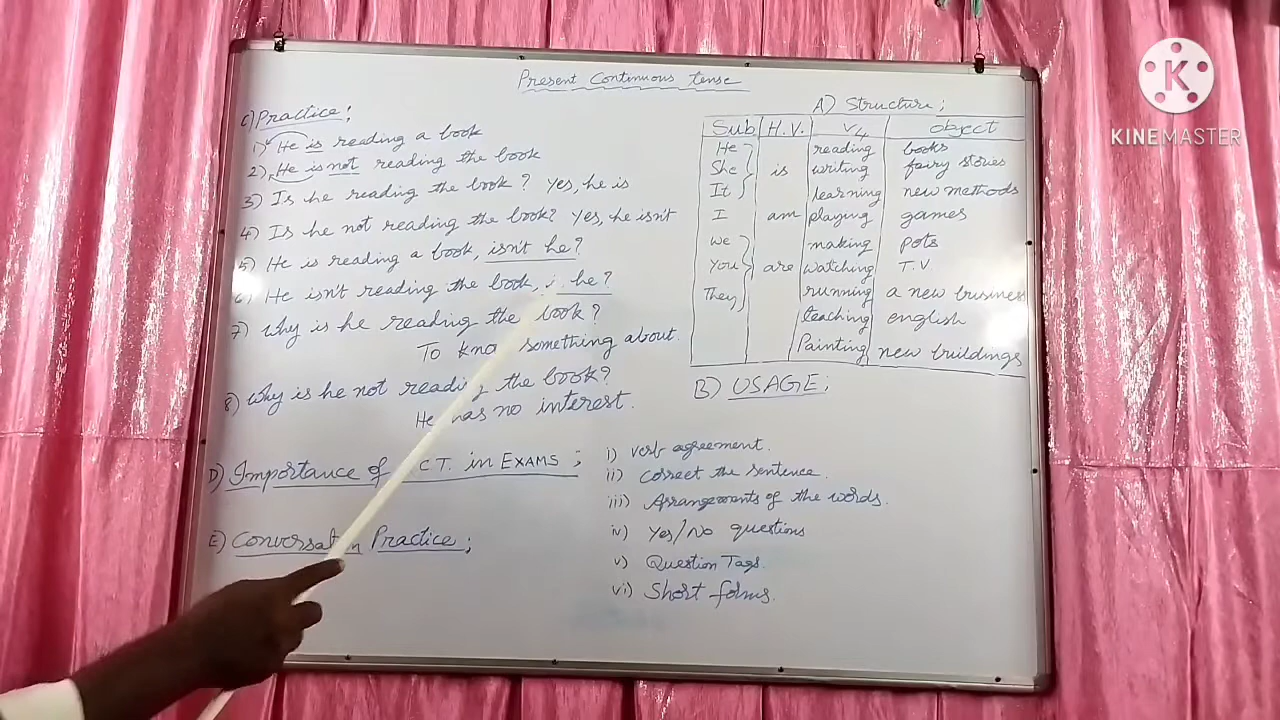 Present Continuous tense
C) Practice;
1) He is reading a book
2) He is not reading the book
3) Is he reading the book? Yes, he is
4) Is he not reading the book? Yes, he isn't
5) He is reading a book, isn't he?
6) He isn't reading the book, he?
7) Why is he reading the book?
To something about.
8) Why is he not reading the book?
He has no interest.
D) Importance of C.T. in EXAMS;
E) Conversation Practice;
A) Structure;
Sub. H.V. V4 object
He reading books
She is writing fairy stories
It learning new methods
I am playing games
We making pots
You are watching T.V
They running a new business
teaching english
Painting new buildings
B) USAGE;
i) verb agreement.
ii) correct the sentence.
iii) Arrangements of the words.
iv) Yes/No questions
v) Question Tags.
vi) Short forms.
K
KINEMASTER